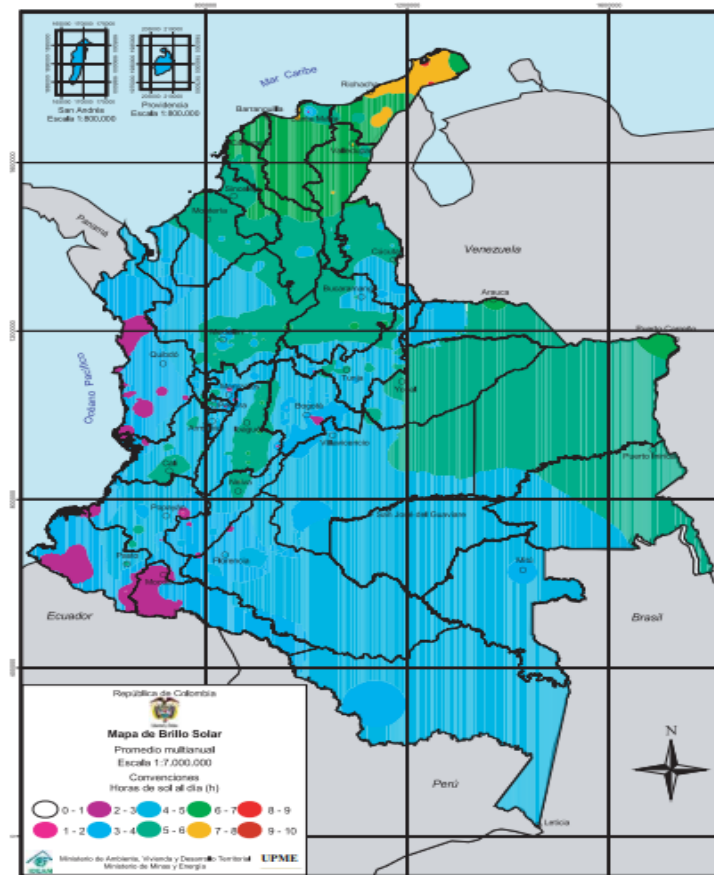 San Andrés
Escala 1:800,000
Providencia
Escala 1:800,000
Mar Caribe
Riohacha
Barranquilla
Valledupar
Sincelejo
Montería
Panamá
Venezuela
Cúcuta
Bucaramanga
Arauca
Puerto Carreño
Océano Pacífico
Quibdó
Tunja
Yopal
Bogotá
Ibagué
Villavicencio
Cali
Neiva
Puerto Inírida
Popayán
San José del Guaviare
Pasto
Florencia
Mitú
Mocoa
Ecuador
Brasil
República de Colombia
Mapa de Brillo Solar
Promedio multianual
Escala 1:7.000.000
Convenciones
Horas de sol al día (h)
0 - 1 2 - 3 4 - 5 6 - 7 8 - 9
1 - 2 3 - 4 5 - 6 7 - 8 9 - 10
Ministerio de Ambiente, Vivienda y Desarrollo Territorial
Ministerio de Minas y Energía
UPME
IDEAM
N
Perú
Leticia